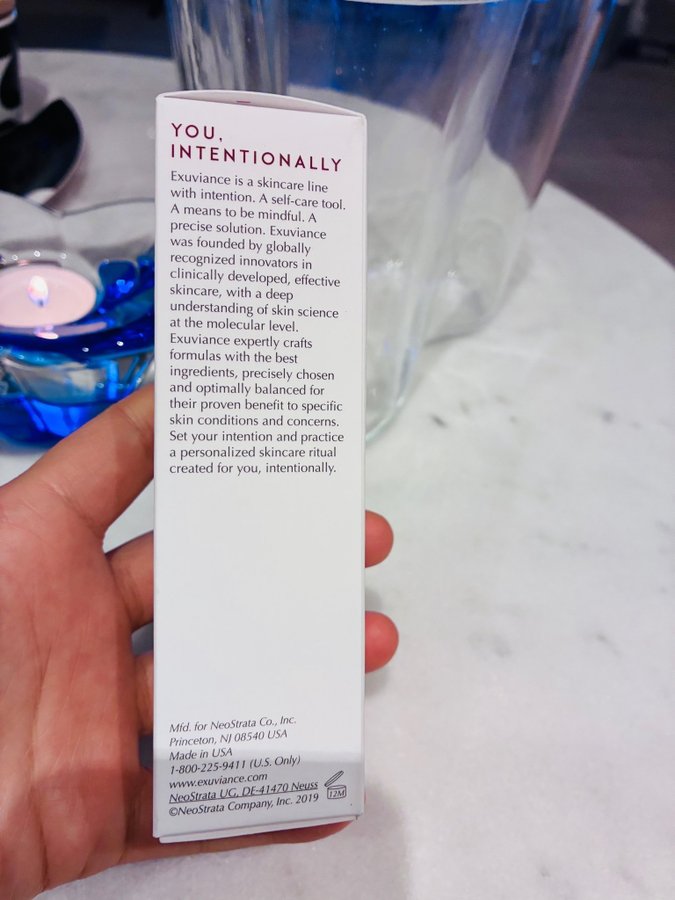 YOU,
INTENTIONALLY
Exuviance is a skincare line
with intention. A self-care tool.
A means to be mindful. A
precise solution. Exuviance
was founded by globally
recognized innovators in
clinically developed, effective
skincare, with a deep
understanding of skin science
at the molecular level.
Exuviance expertly crafts
formulas with the best
ingredients, precisely chosen
and optimally balanced for
their proven benefit to specific
skin conditions and concerns.
Set your intention and practice
a personalized skincare ritual
created for you, intentionally.
Mfd. for NeoStrata Co., Inc.
Princeton, NJ 08540 USA
Made in USA
1-800-225-9411 (U.S. Only)
www.exuviance.com
NeoStrata UG, DE-41470 Neuss
©NeoStrata Company, Inc. 2019
12M